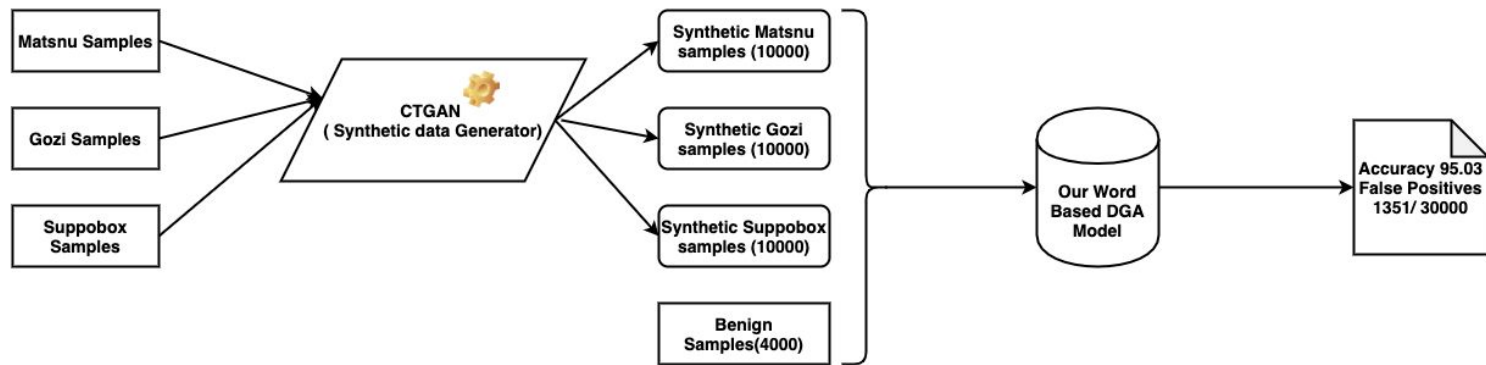 Matsnu Samples
Gozi Samples
Suppobox
Samples
CTGAN
( Synthetic data Generator)
Synthetic Matsnu
samples (10000)
Synthetic Gozi
samples (10000)
Synthetic Suppobox
samples (10000)
Benign
Samples(4000)
Our Word
Based DGA
Model
Accuracy 95.03
False Positives
1351/ 30000